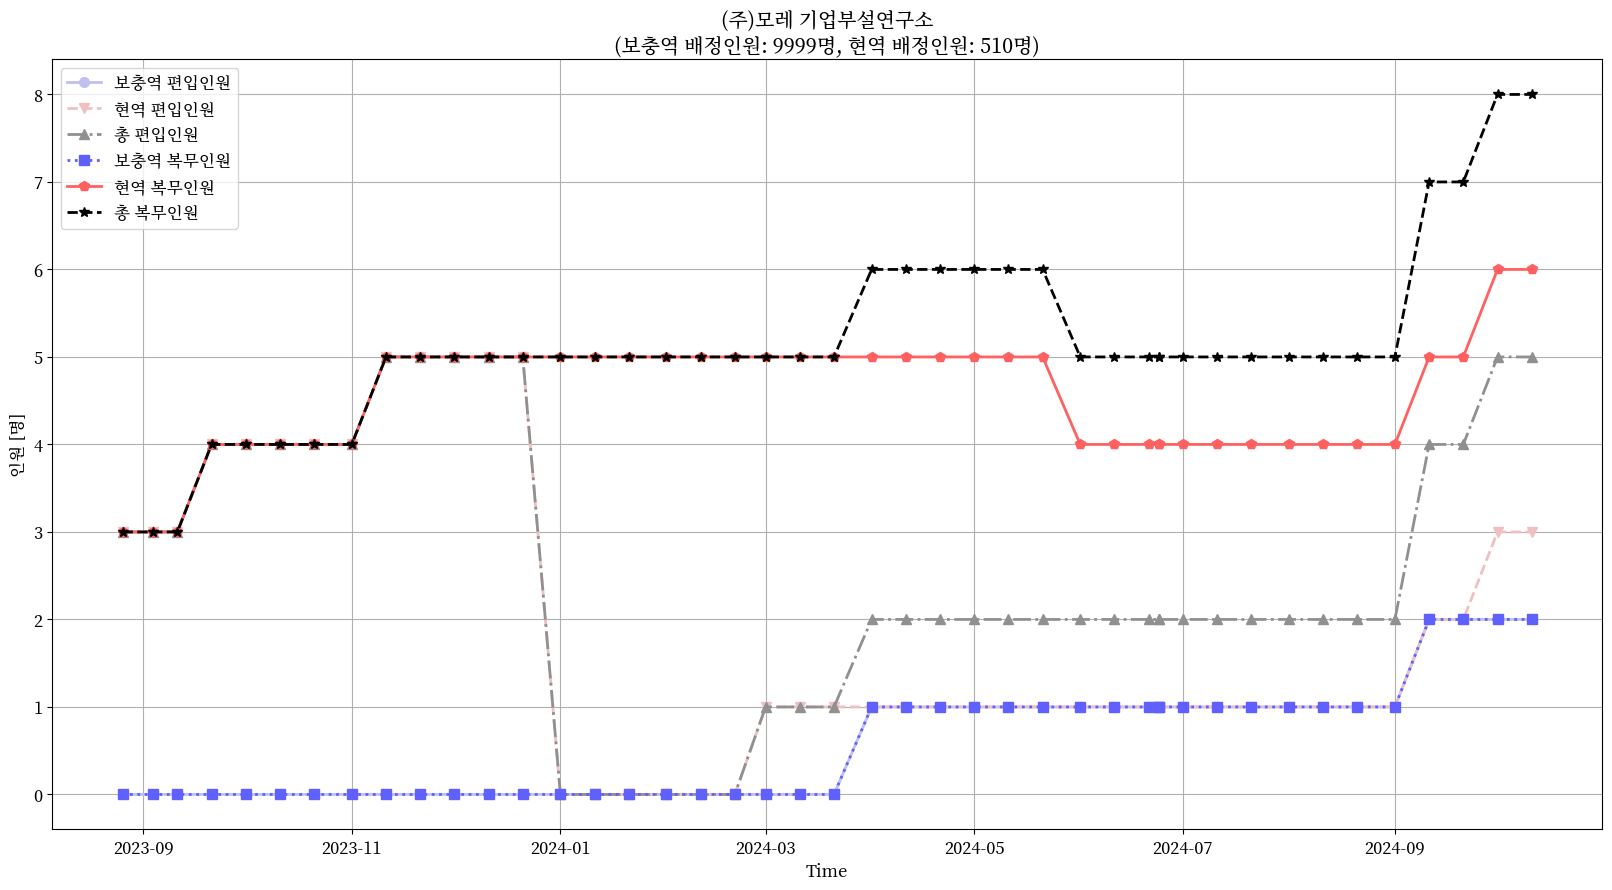 (주)모레 기업부설연구소
(보충역 배정인원: 9999명, 현역 배정인원: 510명)
보충역 편입인원
현역 편입인원
총 편입인원
보충역 복무인원
현역 복무인원
총 복무인원
8
7
6
5
4
3
2
1
0
인원 [명]
2023-09 2023-11 2024-01 2024-03 2024-05 2024-07 2024-09
Time